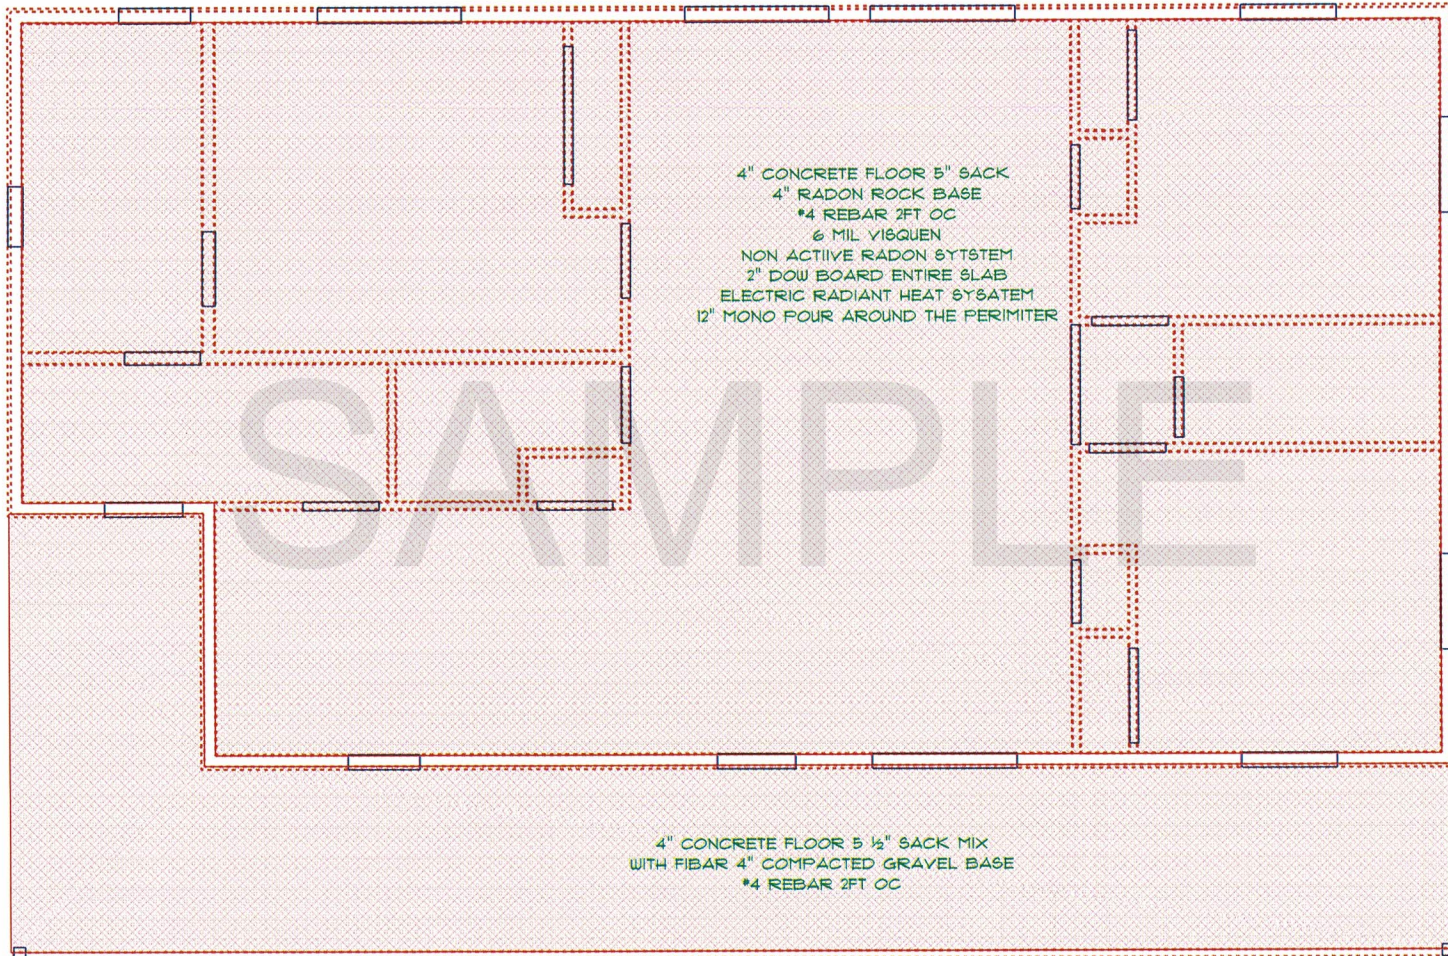 4" CONCRETE FLOOR 5" SACK
4" RADON ROCK BASE
#4 REBAR 2FT OC
6 MIL VISQUEN
NON ACTIIVE RADON SYTSTEM
2" DOW BOARD ENTIRE SLAB
ELECTRIC RADIANT HEAT SYSATEM
12" MONO POUR AROUND THE PERIMITER
SAMPLE
4" CONCRETE FLOOR 5 ½" SACK MIX
WITH FIBAR 4" COMPACTED GRAVEL BASE
#4 REBAR 2FT OC